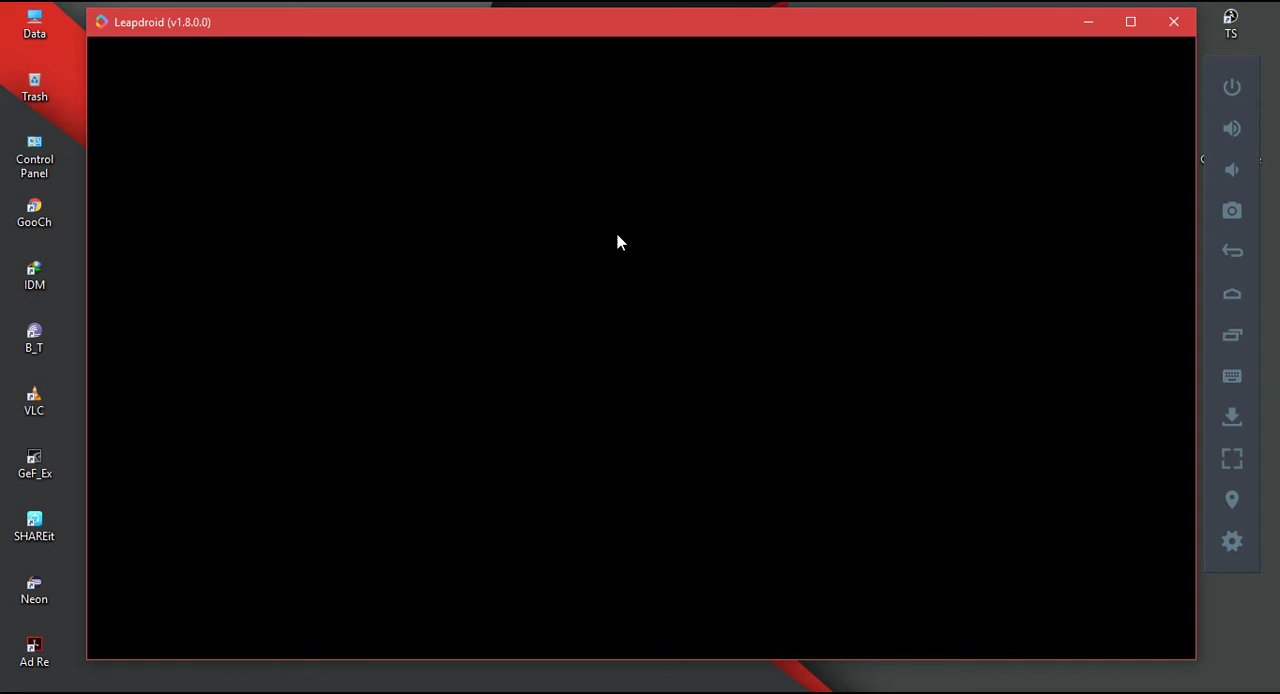 Leapdroid (v1.8.0.0)
Data
Trash
Control
Panel
GooCh
IDM
B_T
VLC
GeF_Ex
SHAREit
Neon
Ad Re
TS